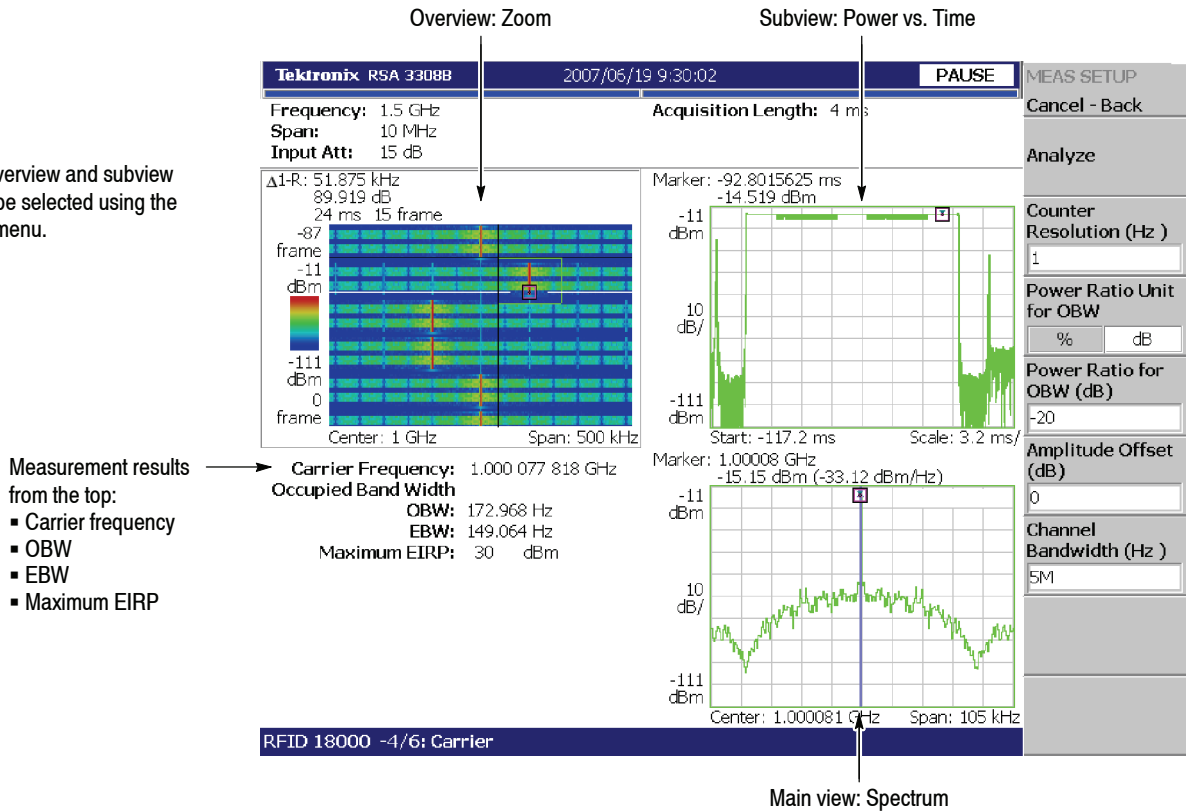 Overview: Zoom
Subview: Power vs. Time
Tektronix RSA 3308B 2007/06/19 9:30:02 PAUSE
Frequency: 1.5 GHz
Span: 10 MHz
Input Att: 15 dB
Acquisition Length: 4 ms
verview and subview
be selected using the
menu.
Δ1-R: 51.875 kHz
89.919 dB
24 ms 15 frame
-87
frame
-11
dBm
-111
dBm
0
frame
Center: 1 GHz Span: 500 kHz
Marker: -92.8015625 ms
-14.519 dBm
-11
dBm
10
dB/
-111
dBm
Start: -117.2 ms Scale: 3.2 ms/
Measurement results
from the top:
▪ Carrier frequency
▪ OBW
▪ EBW
▪ Maximum EIRP
Carrier Frequency: 1.000 077 818 GHz
Occupied Band Width
OBW: 172.968 Hz
EBW: 149.064 Hz
Maximum EIRP: 30 dBm
Marker: 1.00008 GHz
-15.15 dBm (-33.12 dBm/Hz)
-11
dBm
10
dB/
-111
dBm
Center: 1.000081 GHz Span: 105 kHz
MEAS SETUP
Cancel - Back
Analyze
Counter
Resolution (Hz )
1
Power Ratio Unit
for OBW
% dB
Power Ratio for
OBW (dB)
-20
Amplitude Offset
(dB)
0
Channel
Bandwidth (Hz )
5M
RFID 18000 -4/6: Carrier
Main view: Spectrum